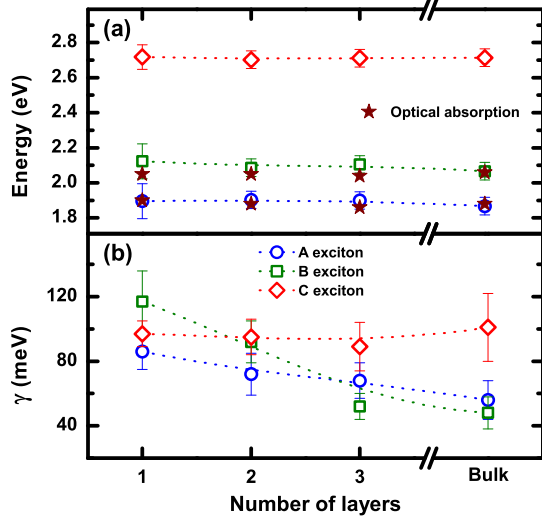 (a)
2.8
2.6
2.4
2.2
2.0
1.8
Energy (eV)
Optical absorption
(b)
A exciton
B exciton
C exciton
120
80
40
γ (meV)
1 2 3 Bulk
Number of layers